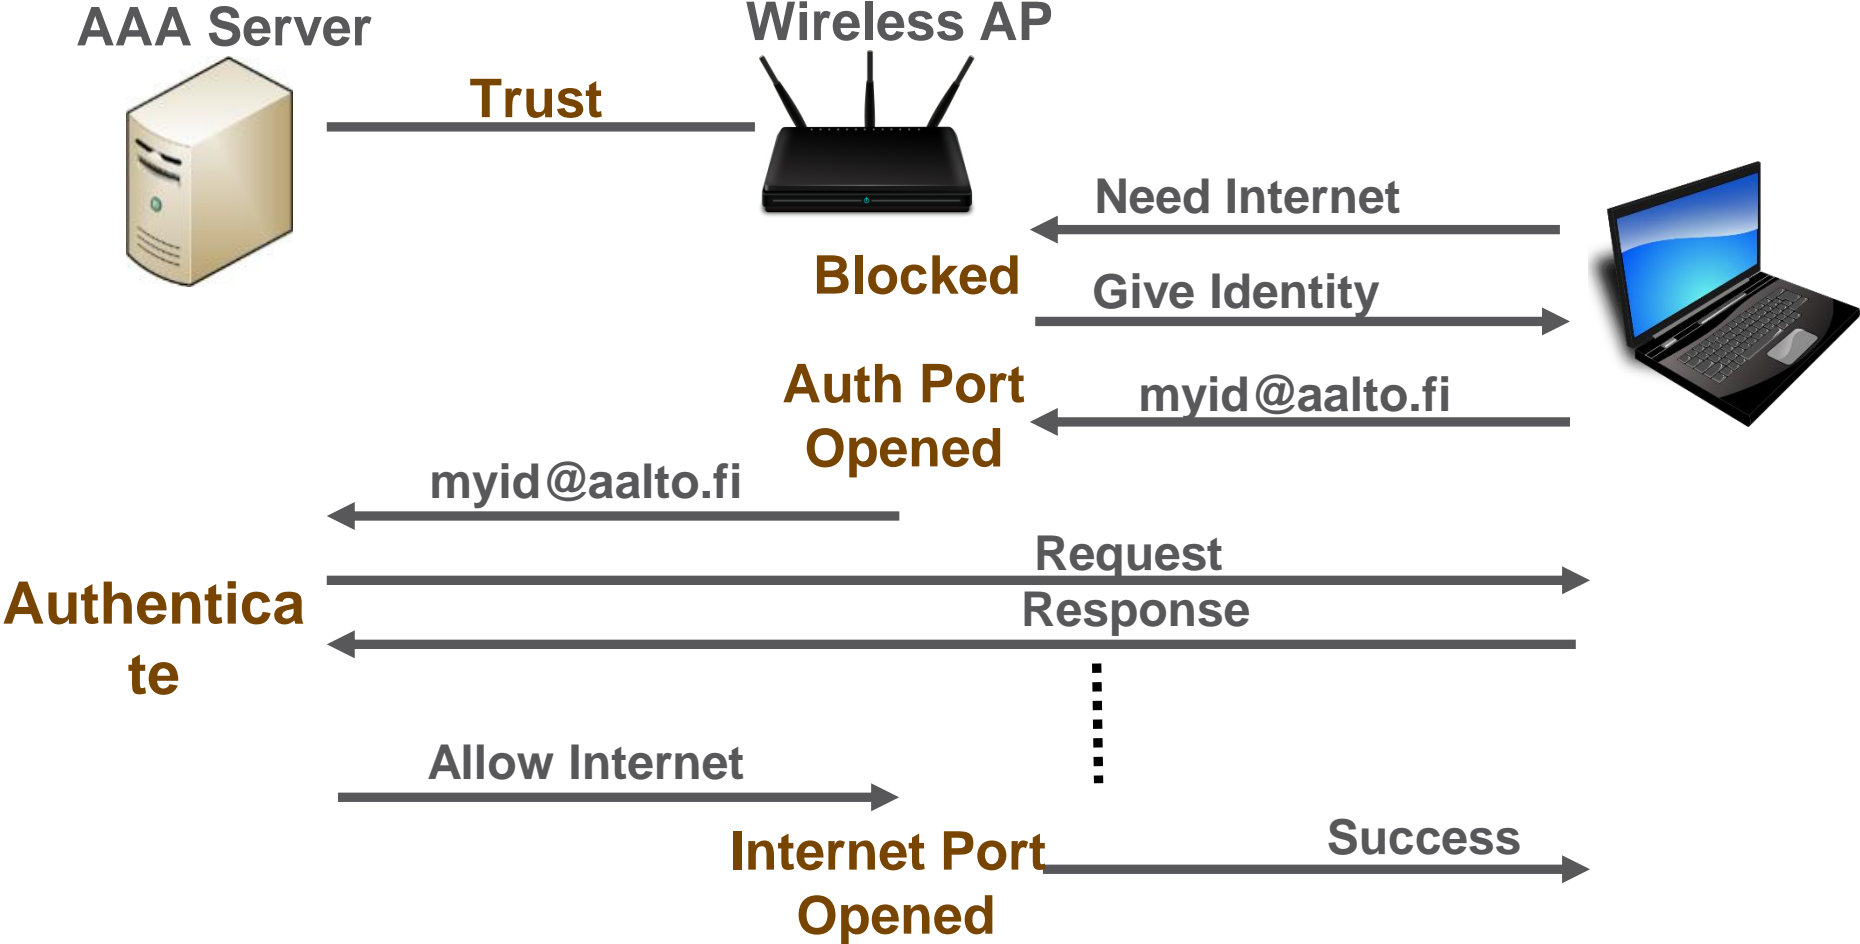 AAA Server
Wireless AP
Trust
Need Internet
Blocked
Give Identity
Auth Port
Opened
myid@aalto.fi
myid@aalto.fi
Request
Authentica
te
Response
Allow Internet
Internet Port
Opened
Success